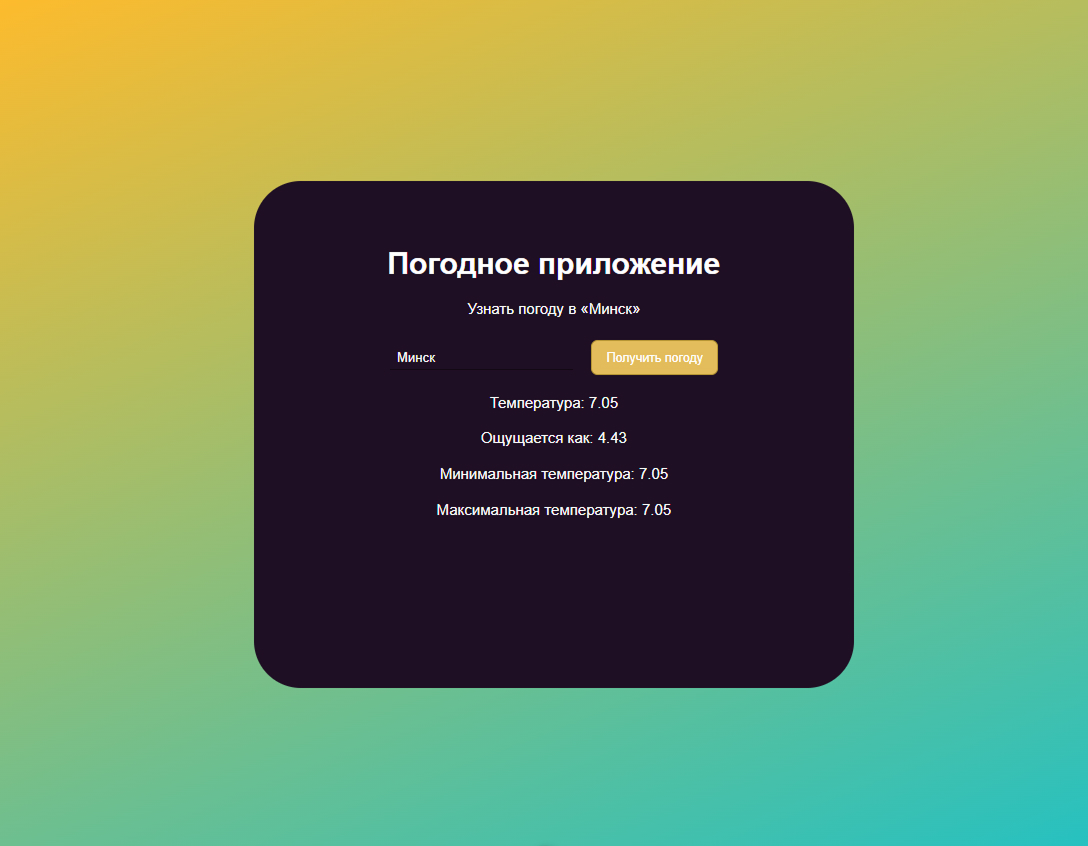 Погодное приложение
Узнать погоду в «Минск»
Минск Получить погоду
Температура: 7.05
Ощущается как: 4.43
Минимальная температура: 7.05
Максимальная температура: 7.05